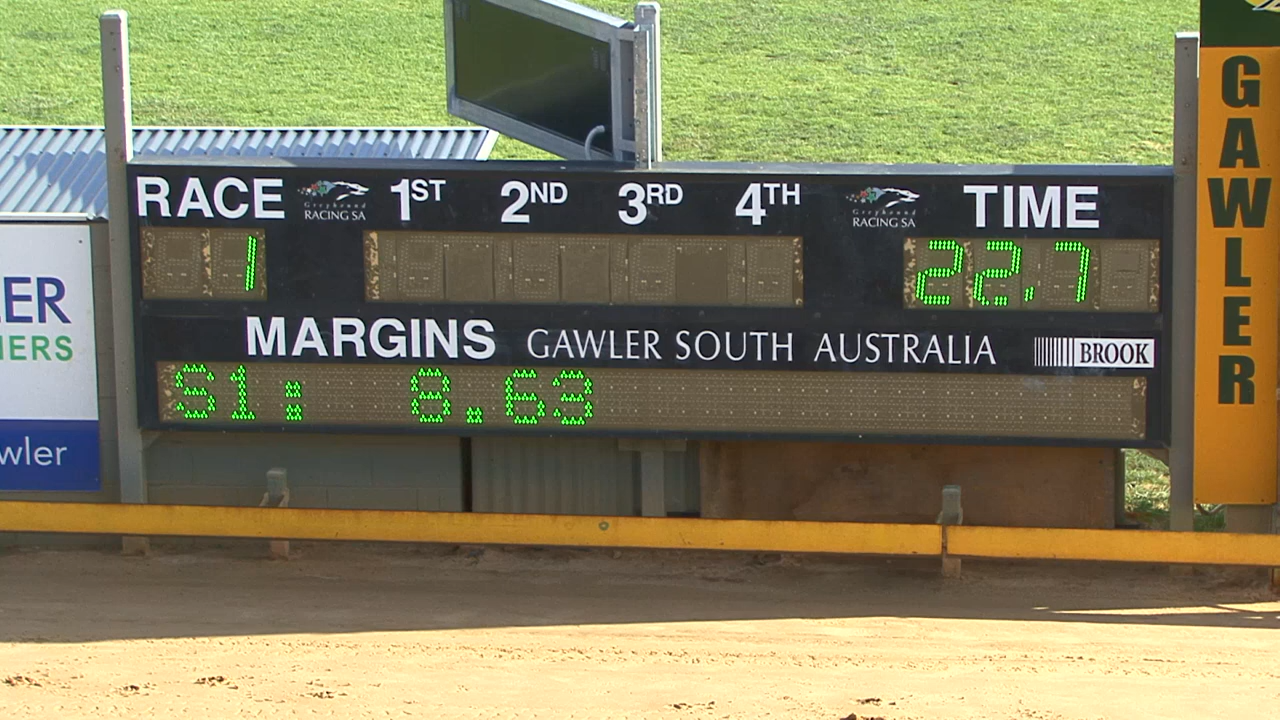 RACE
Greyhound
RACING SA
1ST 2ND 3RD 4TH
Greyhound
RACING SA
TIME
1
22.7
MARGINS
GAWLER SOUTH AUSTRALIA
BROOK
S1: 8.63
ER
ERS
wler
GAWLER